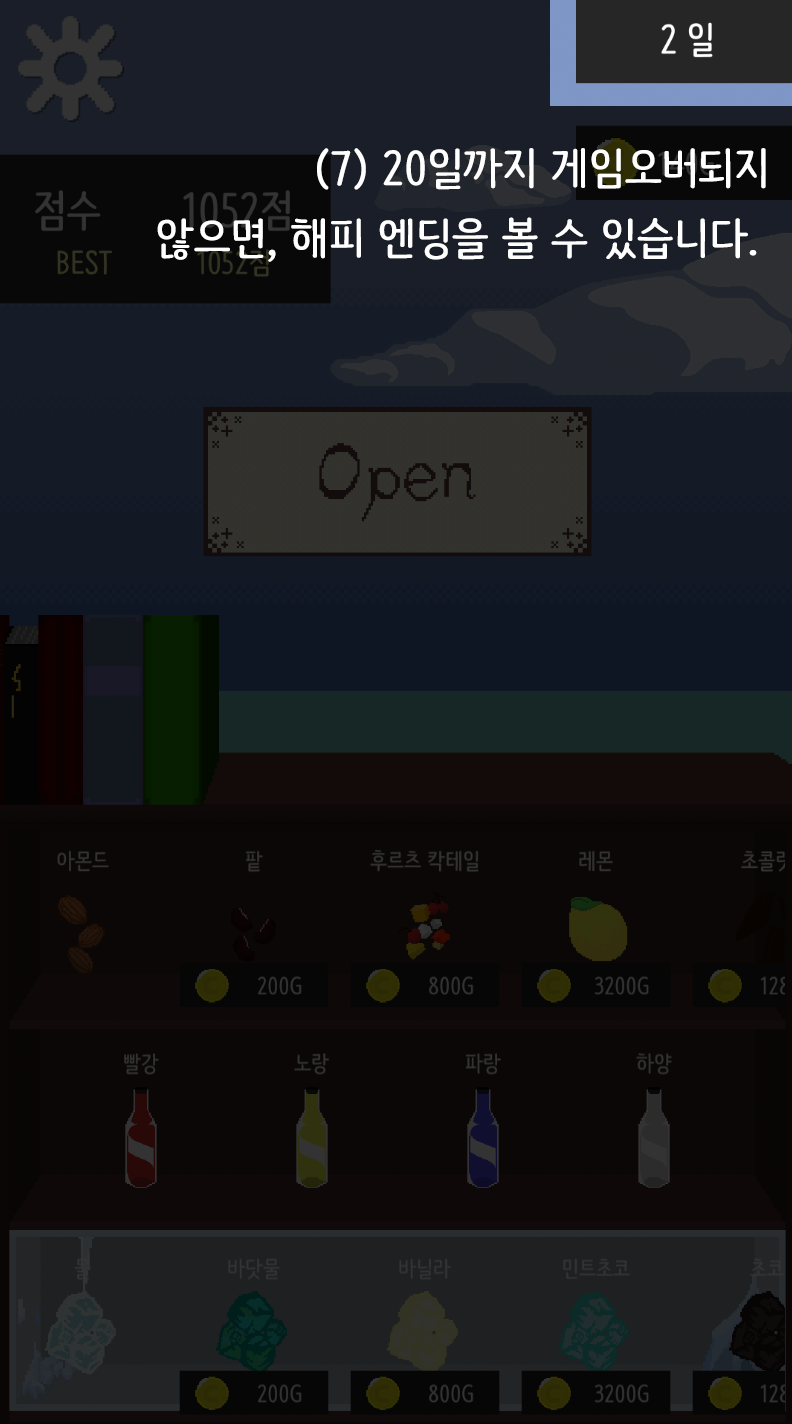 2 일
(7) 20일까지 게임오버되지
않으면, 해피 엔딩을 볼 수 있습니다.
점수 1052점
BEST 1052점
Open
아몬드 팥 후르츠 칵테일 레몬
200G 800G 3200G
빨강 노랑 파랑 하양
물 바닷물 바닐라 민트초코
200G 800G 3200G